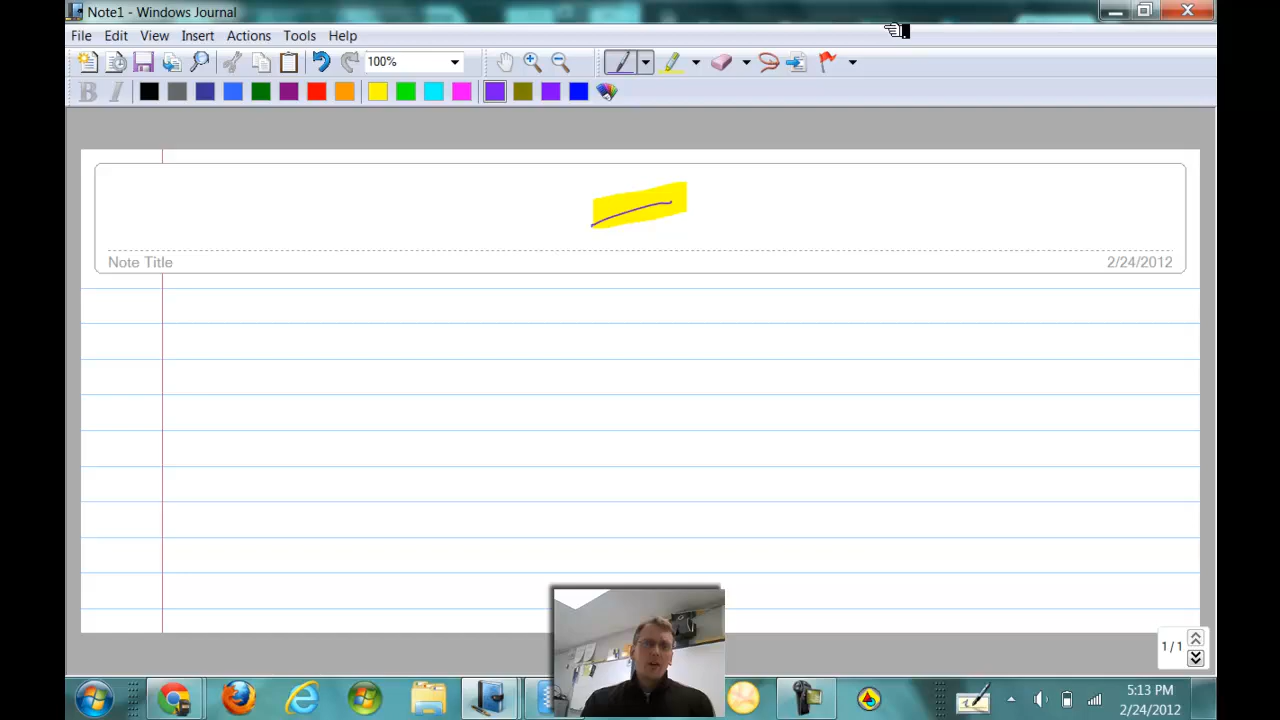 Note1 - Windows Journal
File Edit View Insert Actions Tools Help
100%
B I
Note Title 2/24/2012
1 / 1
5:13 PM
2/24/2012